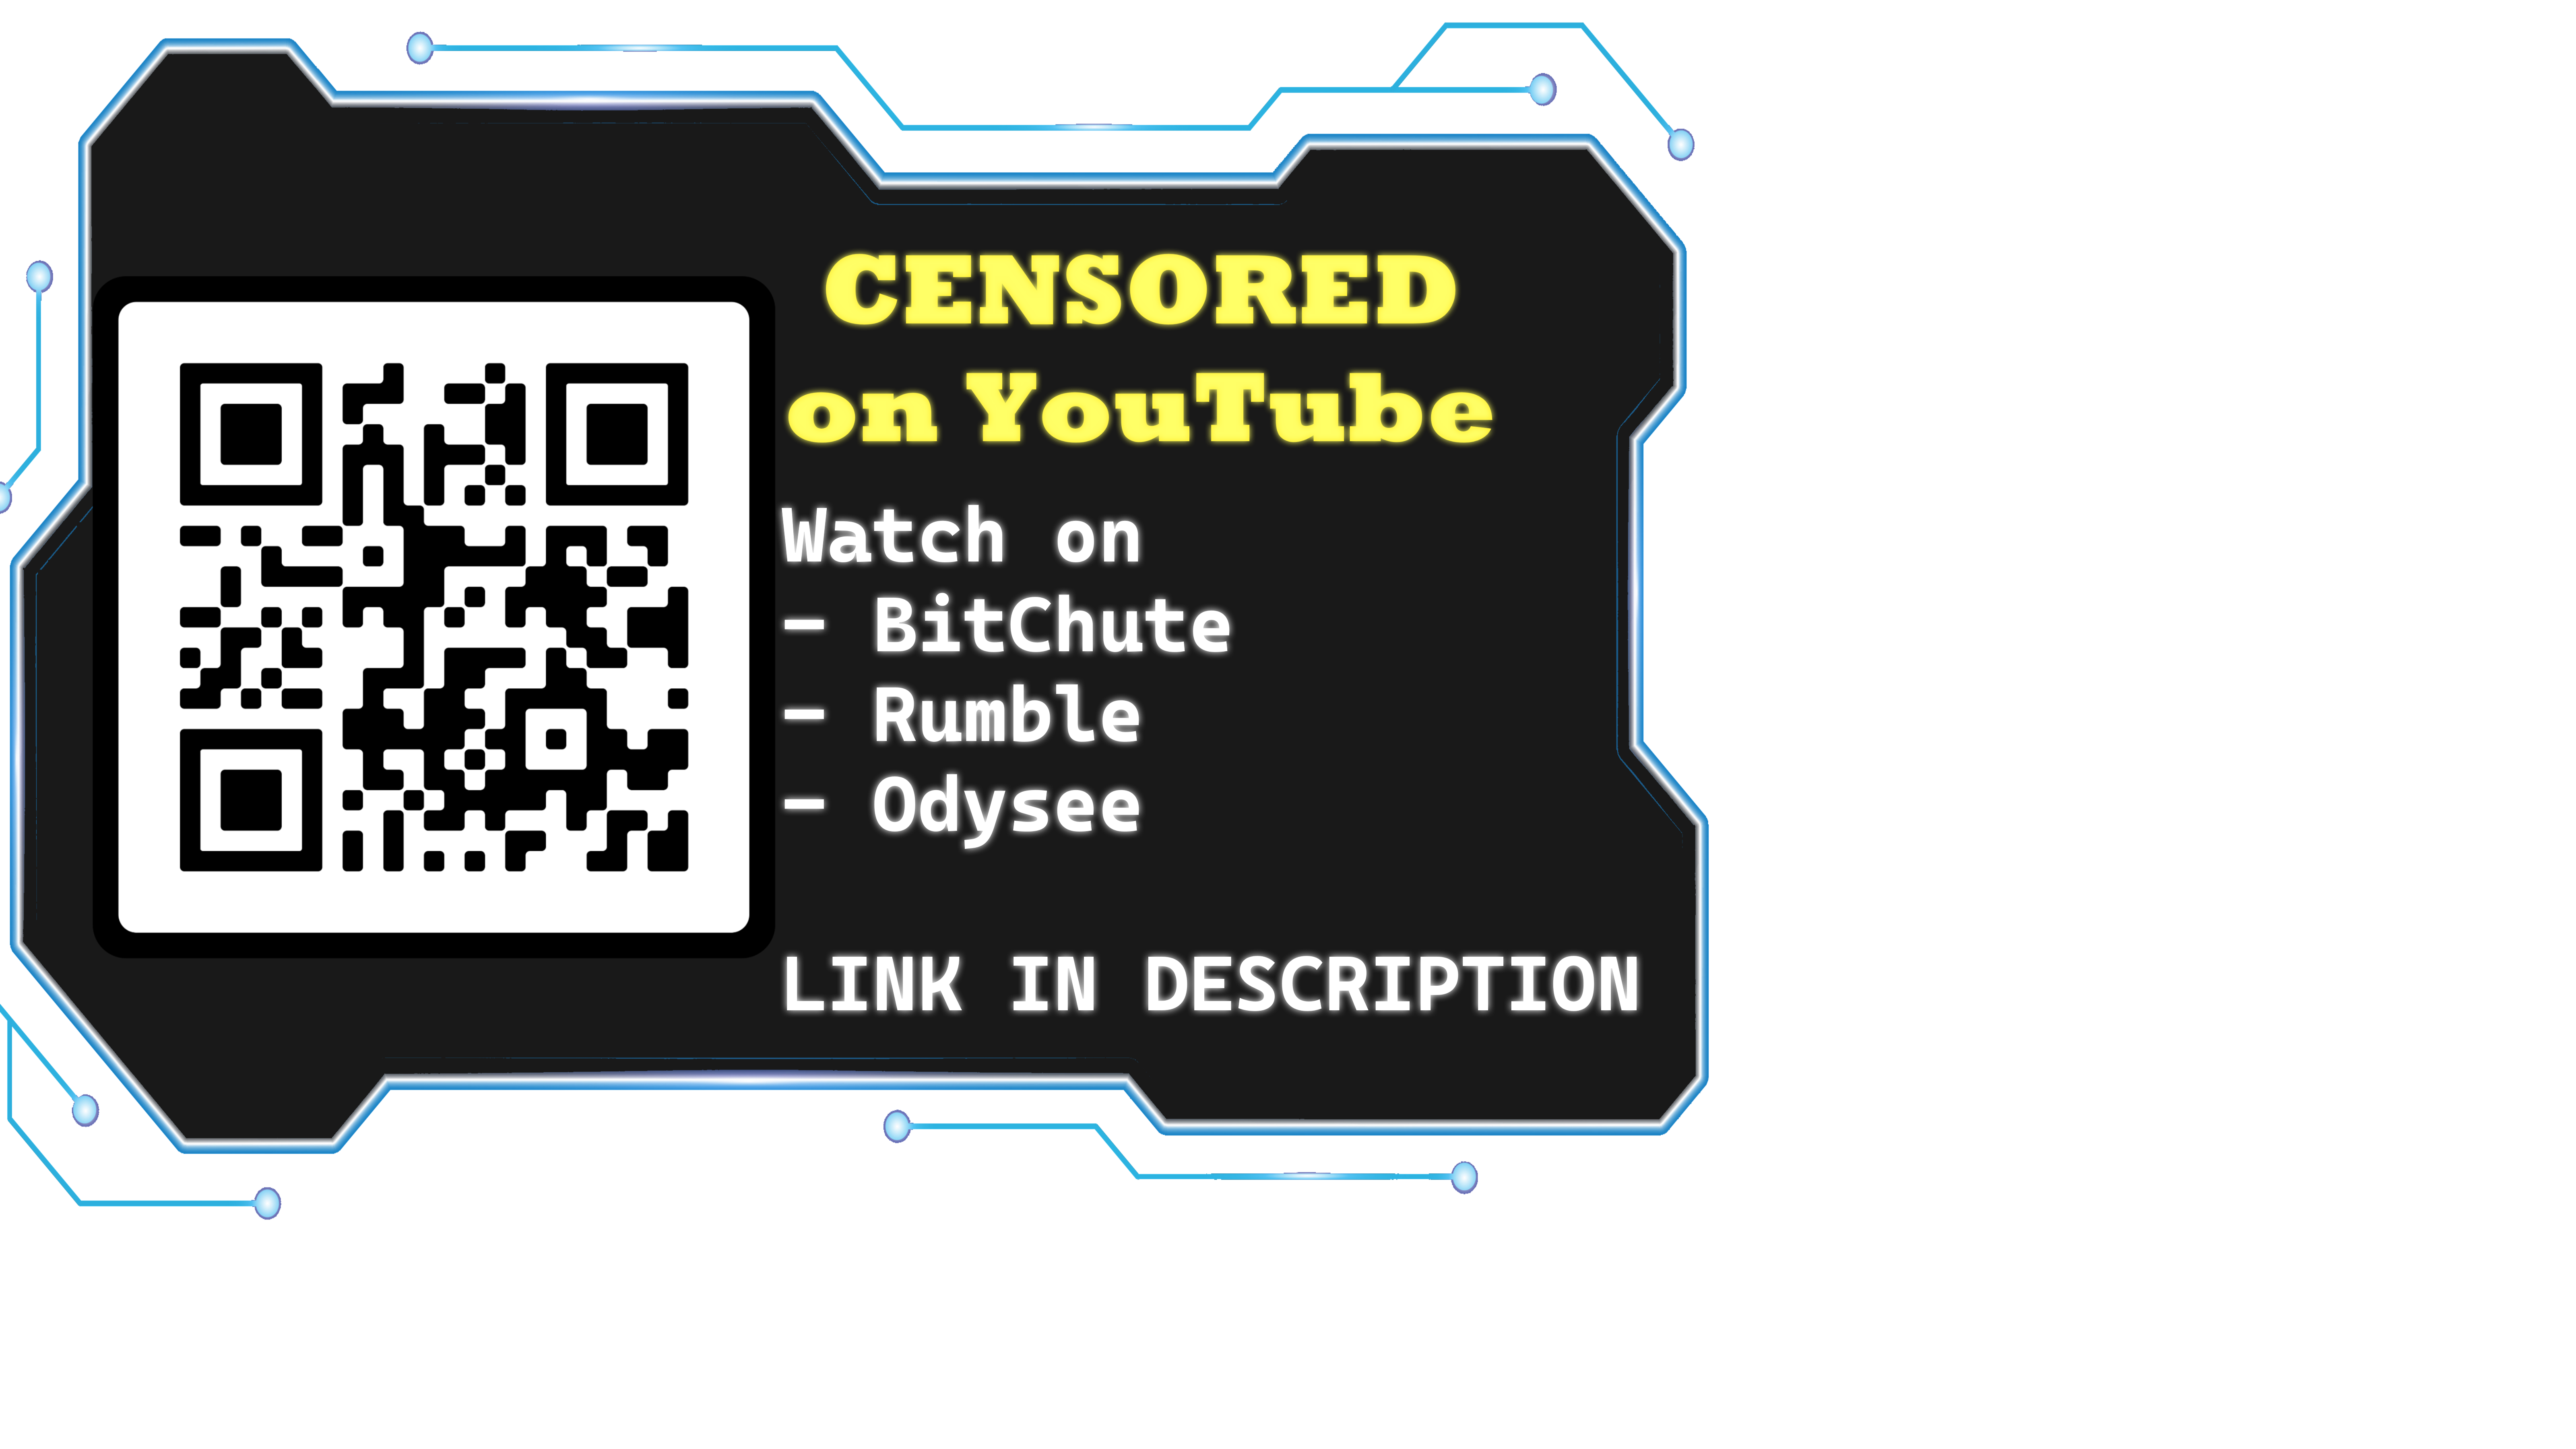 CENSORED
on YouTube
Watch on
- BitChute
- Rumble
- Odysee
LINK IN DESCRIPTION